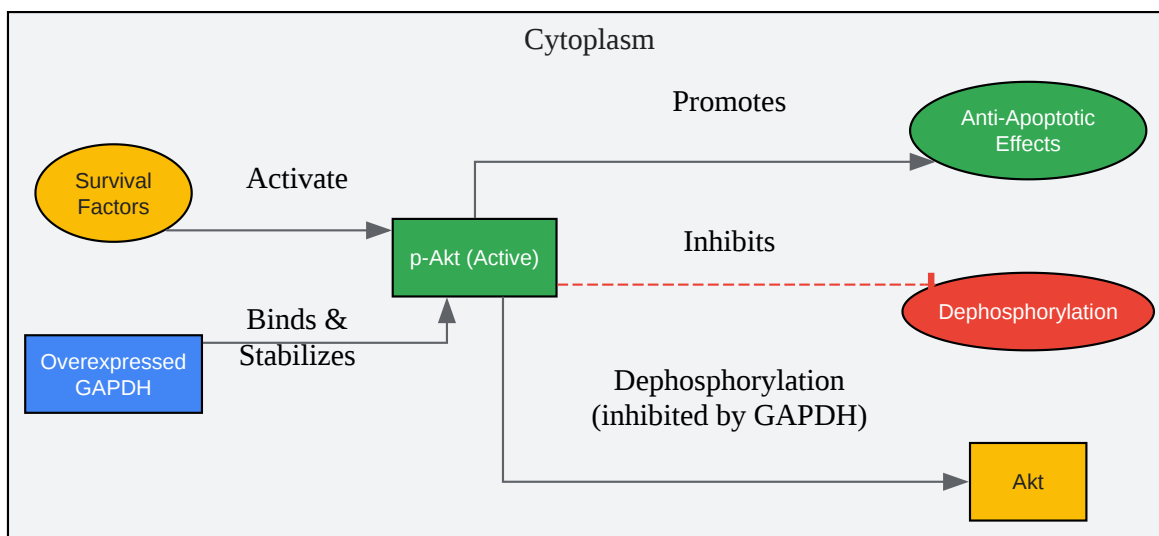 Cytoplasm
Promotes
Anti-Apoptotic
Effects
Survival
Factors
Activate
p-Akt (Active)
Inhibits
Dephosphorylation
Binds &
Stabilizes
Overexpressed
GAPDH
Dephosphorylation
(inhibited by GAPDH)
Akt